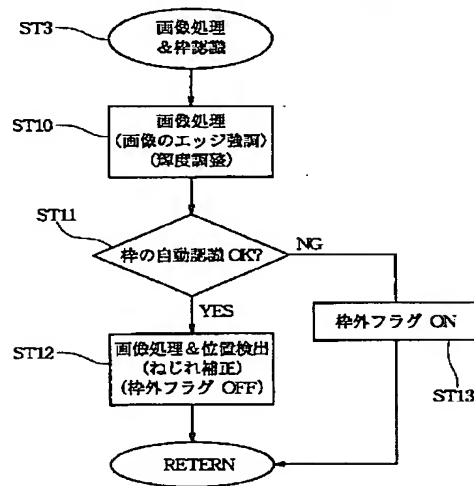 ST3
画像処理
&枠認識
ST10
画像処理
(画像のエッジ強調)
(輝度調整)
ST11
枠の自動認識 OK?
NG
YES
枠外フラグ ON
ST13
ST12
画像処理&位置検出
(ねじれ補正)
(枠外フラグ OFF)
RETERN